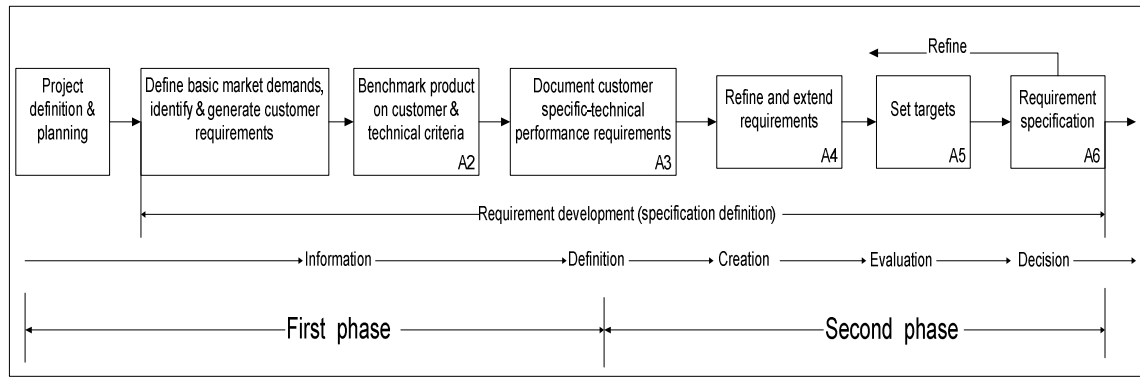 Refine
Project
definition &
planning
Define basic market demands,
identify & generate customer
requirements
Benchmark product
on customer &
technical criteria
A2
Document customer
specific-technical
performance requirements
A3
Refine and extend
requirements
A4
Set targets
A5
Requirement
specification
A6
Requirement development (specification definition)
Information
Definition
Creation
Evaluation
Decision
First phase
Second phase